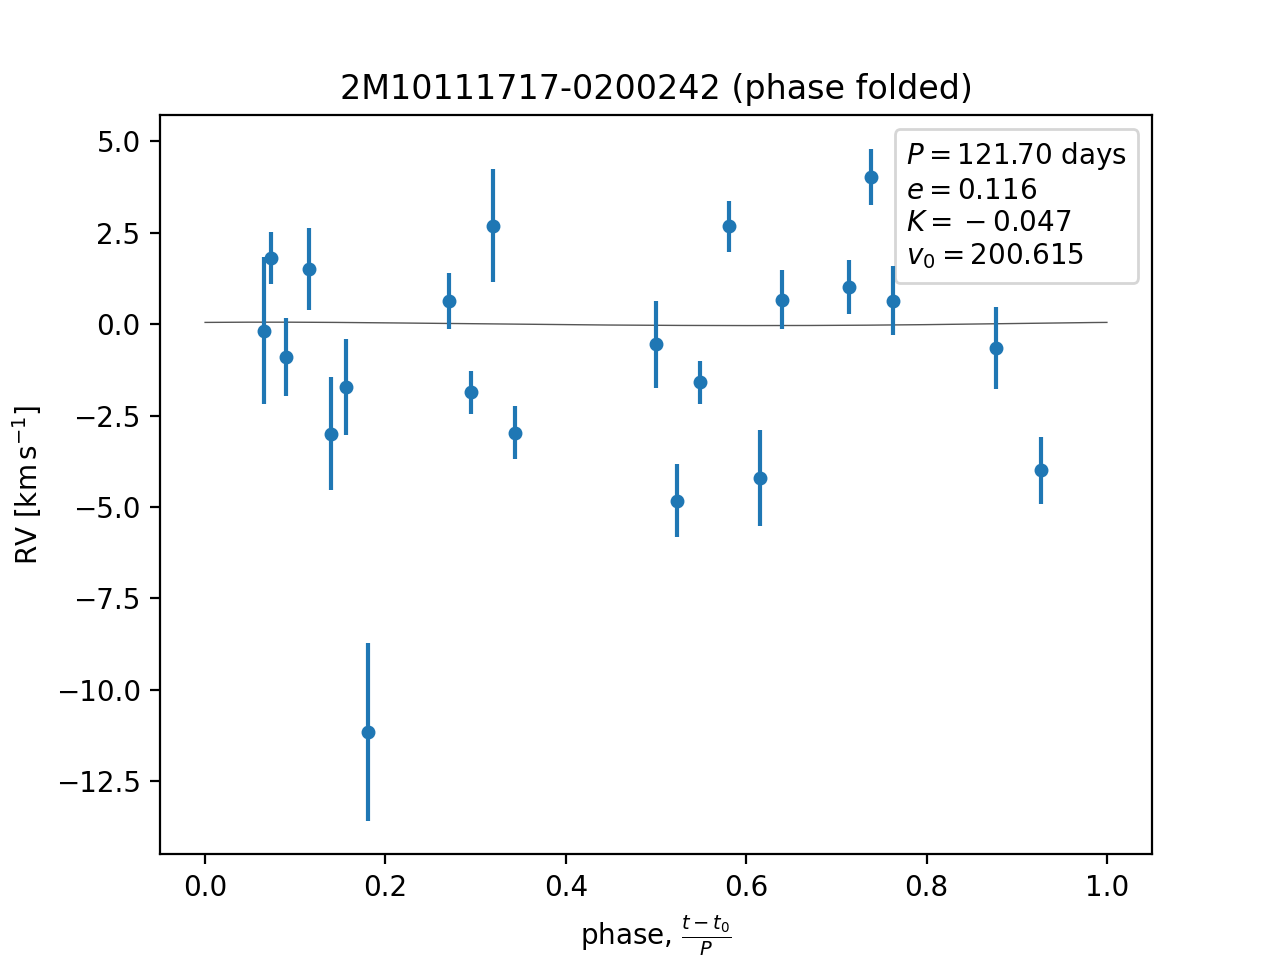 2M10111717-0200242 (phase folded)
P = 121.70 days
e = 0.116
K = −0.047
v₀ = 200.615
5.0
2.5
0.0
−2.5
−5.0
−7.5
−10.0
−12.5
RV [km s⁻¹]
0.0 0.2 0.4 0.6 0.8 1.0
phase, (t − t₀)/P